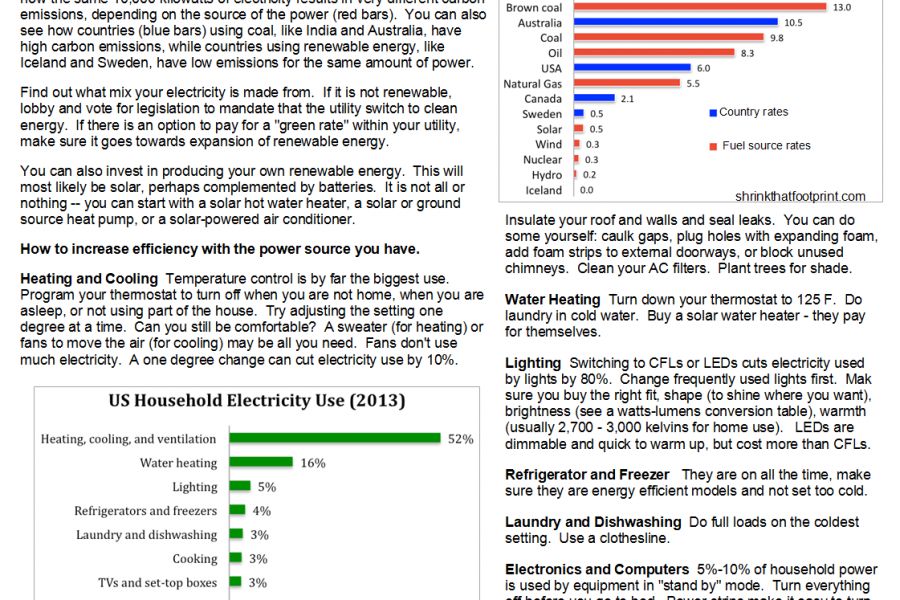 how the same 10,000 kilowatts of electricity results in very different carbon
emissions, depending on the source of the power (red bars).  You can also
see how countries (blue bars) using coal, like India and Australia, have
high carbon emissions, while countries using renewable energy, like
Iceland and Sweden, have low emissions for the same amount of power.
Find out what mix your electricity is made from.  If it is not renewable,
lobby and vote for legislation to mandate that the utility switch to clean
energy.  If there is an option to pay for a "green rate" within your utility,
make sure it goes towards expansion of renewable energy.
You can also invest in producing your own renewable energy.  This will
most likely be solar, perhaps complemented by batteries.  It is not all or
nothing -- you can start with a solar hot water heater, a solar or ground
source heat pump, or a solar-powered air conditioner.
How to increase efficiency with the power source you have.
Heating and Cooling  Temperature control is by far the biggest use.
Program your thermostat to turn off when you are not home, when you are
asleep, or not using part of the house.  Try adjusting the setting one
degree at a time.  Can you still be comfortable?  A sweater (for heating) or
fans to move the air (for cooling) may be all you need.  Fans don't use
much electricity.  A one degree change can cut electricity use by 10%.
US Household Electricity Use (2013)
Heating, cooling, and ventilation 52%
Water heating 16%
Lighting 5%
Refrigerators and freezers 4%
Laundry and dishwashing 3%
Cooking 3%
TVs and set-top boxes 3%
Brown coal 13.0
Australia 10.5
Coal 9.8
Oil 8.3
USA 6.0
Natural Gas 5.5
Canada 2.1
Sweden 0.5
Solar 0.5
Wind 0.3
Nuclear 0.3
Hydro 0.2
Iceland 0.0
Country rates
Fuel source rates
shrinkthatfootprint.com
Insulate your roof and walls and seal leaks.  You can do
some yourself: caulk gaps, plug holes with expanding foam,
add foam strips to external doorways, or block unused
chimneys.  Clean your AC filters.  Plant trees for shade.
Water Heating  Turn down your thermostat to 125 F.  Do
laundry in cold water.  Buy a solar water heater - they pay
for themselves.
Lighting  Switching to CFLs or LEDs cuts electricity used
by lights by 80%.  Change frequently used lights first.  Mak
sure you buy the right fit, shape (to shine where you want),
brightness (see a watts-lumens conversion table), warmth
(usually 2,700 - 3,000 kelvins for home use).   LEDs are
dimmable and quick to warm up, but cost more than CFLs.
Refrigerator and Freezer   They are on all the time, make
sure they are energy efficient models and not set too cold.
Laundry and Dishwashing  Do full loads on the coldest
setting.  Use a clothesline.
Electronics and Computers  5%-10% of household power
is used by equipment in "stand by" mode.  Turn everything
off before you go to bed.  Power strips make it easy to turn